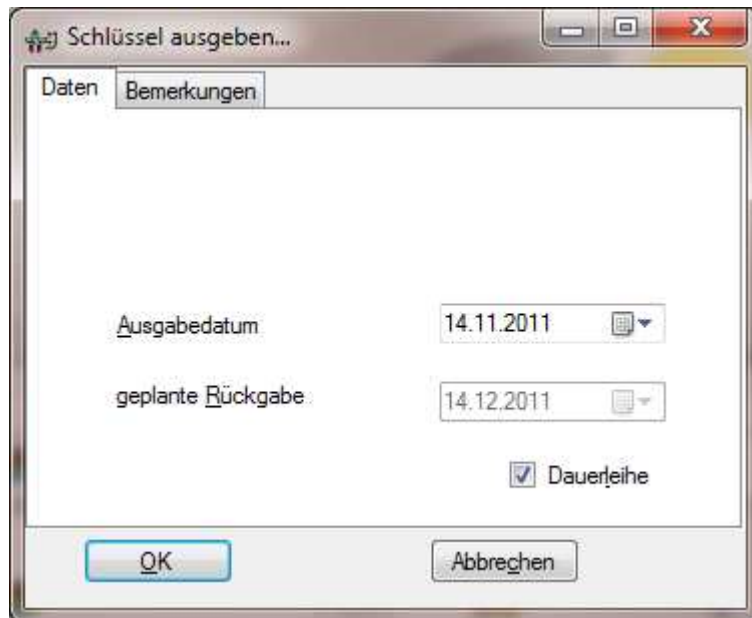 Schlüssel ausgeben...
Daten Bemerkungen
Ausgabedatum 14.11.2011
geplante Rückgabe 14.12.2011
Dauerleihe
OK Abbrechen